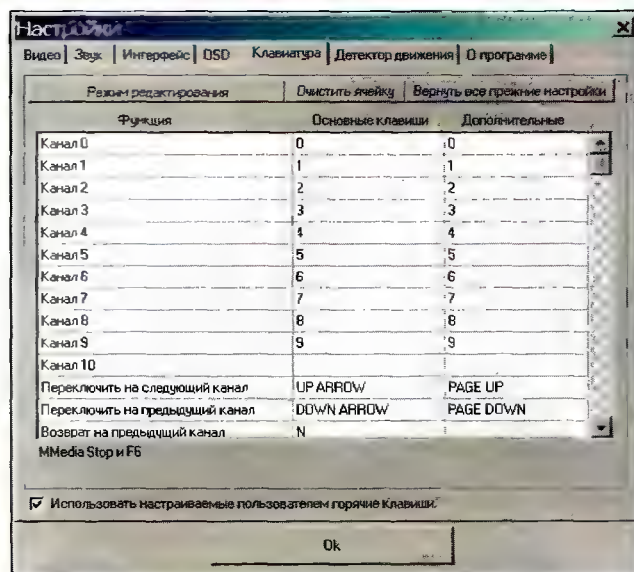 Настройки
Видео Звук Интерфейс OSD Клавиатура Детектор движения О программе
Режим редактирования Очистить ячейку Вернуть все прежние настройки
Функция Основные клавиши Дополнительные
Канал 0 0 0
Канал 1 1 1
Канал 2 2 2
Канал 3 3 3
Канал 4 4 4
Канал 5 5 5
Канал 6 6 6
Канал 7 7 7
Канал 8 8 8
Канал 9 9 9
Канал 10
Переключить на следующий канал UP ARROW PAGE UP
Переключить на предыдущий канал DOWN ARROW PAGE DOWN
Возврат на предыдущий канал N
MMedia Stop и F6
Использовать настраиваемые пользователем горячие Клавиши.
Ok